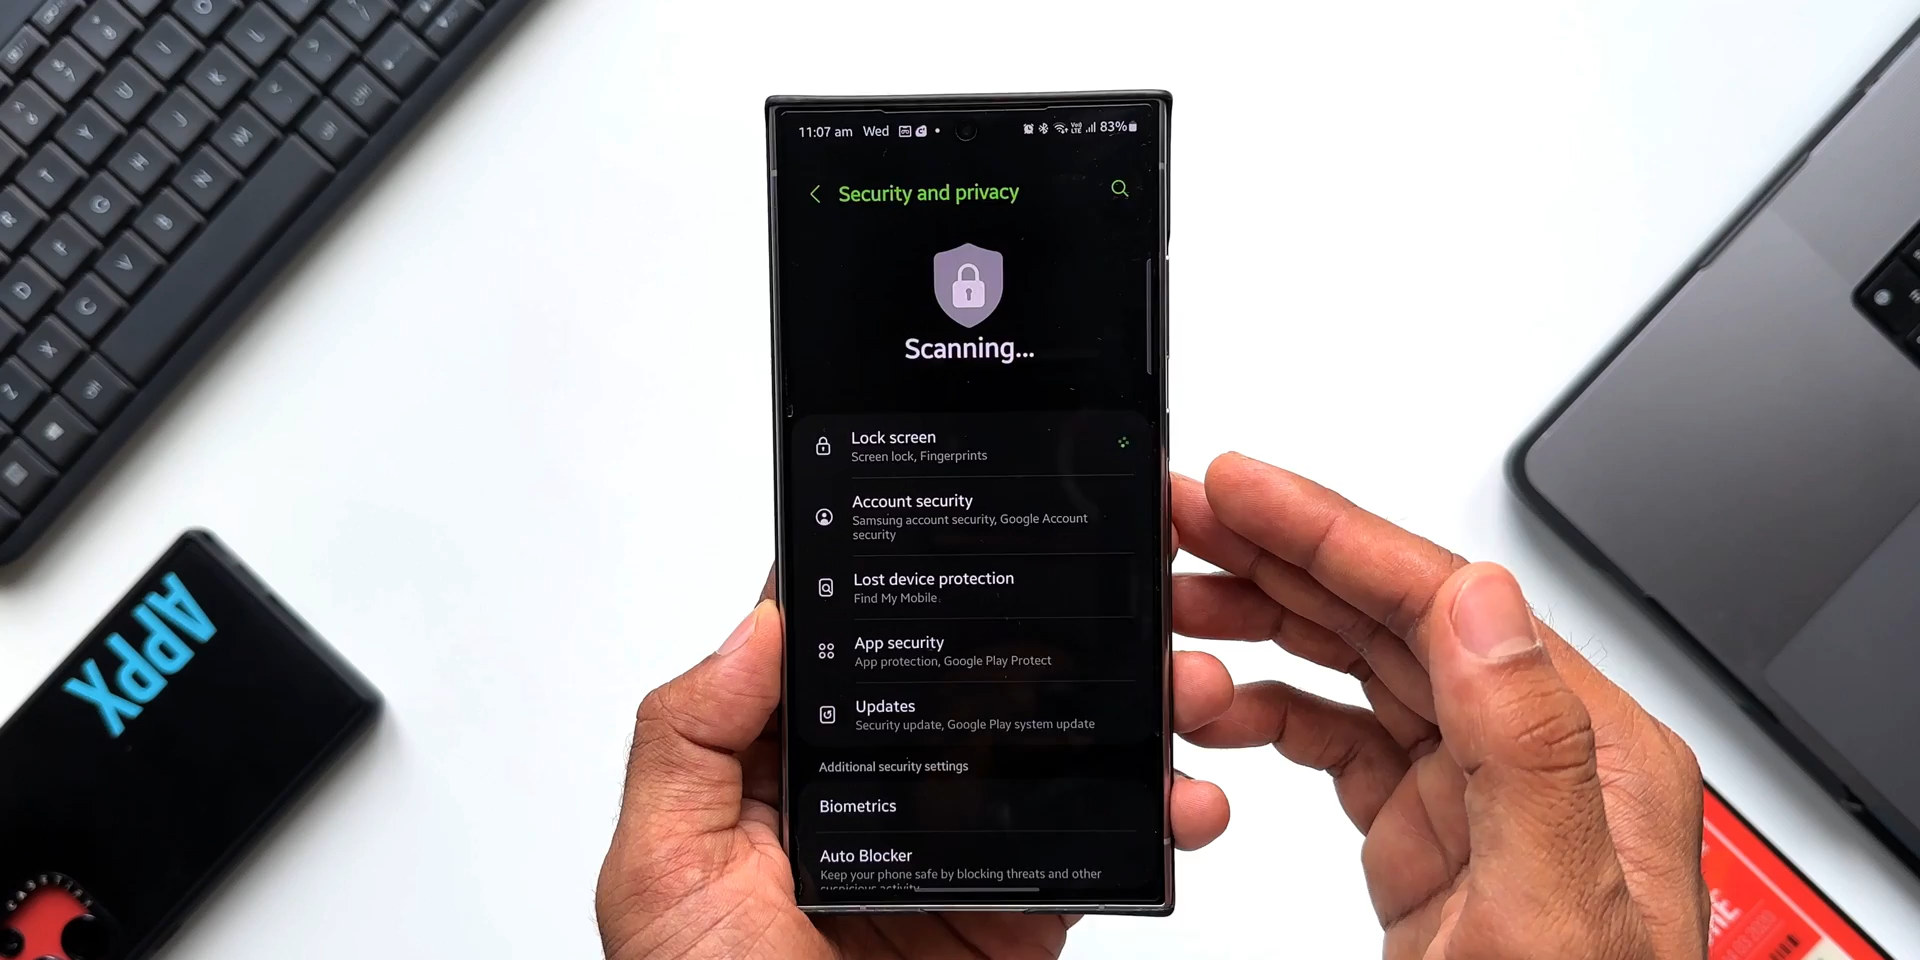 11:07 am Wed
83%
Security and privacy
Scanning...
Lock screen
Screen lock, Fingerprints
Account security
Samsung account security, Google Account
security
Lost device protection
Find My Mobile
App security
App protection, Google Play Protect
Updates
Security update, Google Play system update
Additional security settings
Biometrics
Auto Blocker
Keep your phone safe by blocking threats and other
suspicious activity
APPX
CASETIFY